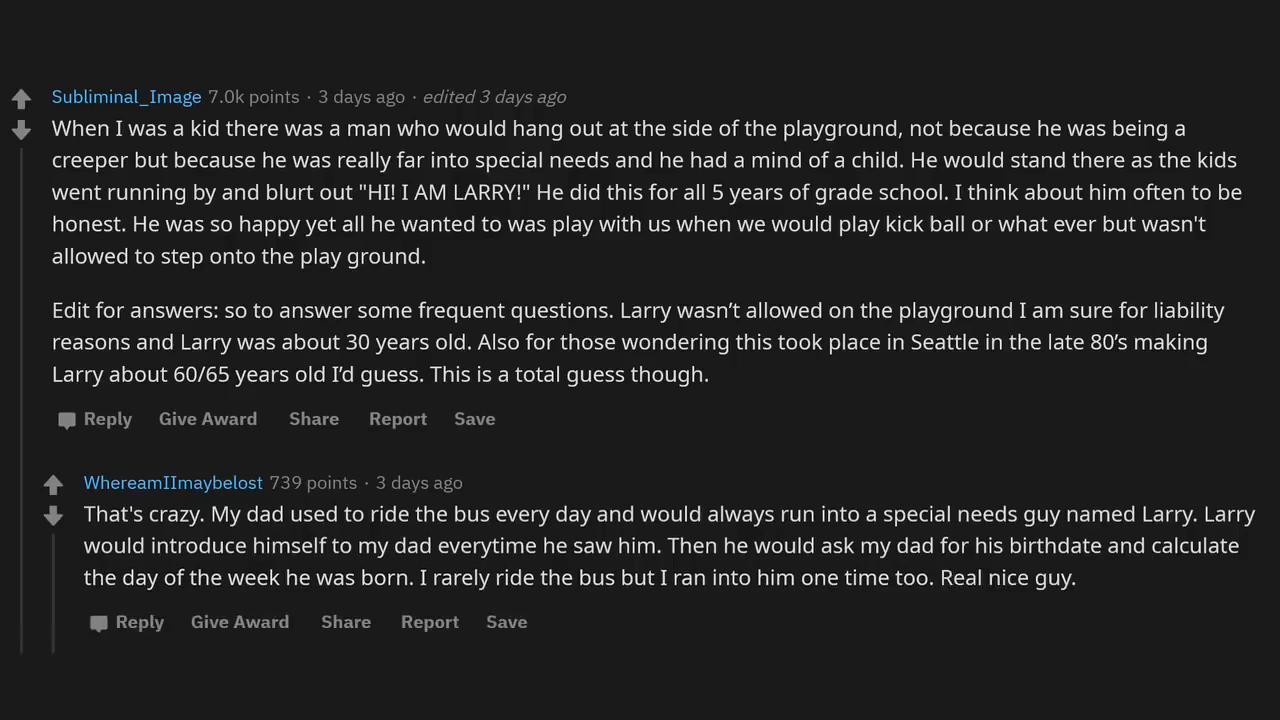 Subliminal_Image 7.0k points · 3 days ago · edited 3 days ago
When I was a kid there was a man who would hang out at the side of the playground, not because he was being a
creeper but because he was really far into special needs and he had a mind of a child. He would stand there as the kids
went running by and blurt out "HI! I AM LARRY!" He did this for all 5 years of grade school. I think about him often to be
honest. He was so happy yet all he wanted to was play with us when we would play kick ball or what ever but wasn't
allowed to step onto the play ground.
Edit for answers: so to answer some frequent questions. Larry wasn’t allowed on the playground I am sure for liability
reasons and Larry was about 30 years old. Also for those wondering this took place in Seattle in the late 80’s making
Larry about 60/65 years old I’d guess. This is a total guess though.
Reply Give Award Share Report Save
WhereamIImaybelost 739 points · 3 days ago
That's crazy. My dad used to ride the bus every day and would always run into a special needs guy named Larry. Larry
would introduce himself to my dad everytime he saw him. Then he would ask my dad for his birthdate and calculate
the day of the week he was born. I rarely ride the bus but I ran into him one time too. Real nice guy.
Reply Give Award Share Report Save